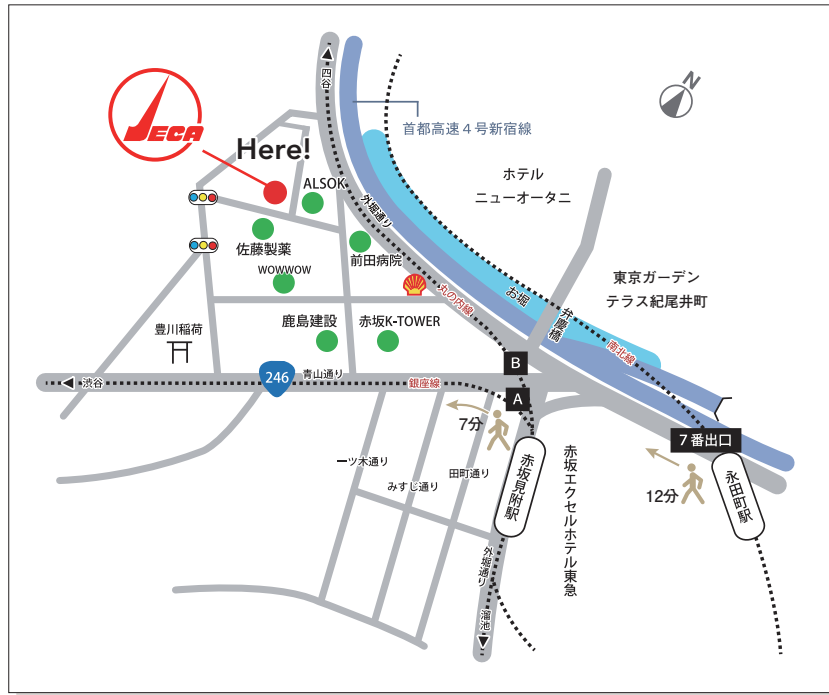 四谷
N
首都高速4号新宿線
JECA
Here!
ホテル
ニューオータニ
ALSOK
外堀通り
佐藤製薬
前田病院
WOWWOW
東京ガーデン
テラス紀尾井町
丸の内線
お堀
弁慶橋
鹿島建設
赤坂K-TOWER
豊川稲荷
南北線
B
渋谷
246
青山通り
銀座線
A
7分
7番出口
一ツ木通り
みすじ通り
田町通り
赤坂見附駅
赤坂エクセルホテル東急
12分
永田町駅
外堀通り
溜池